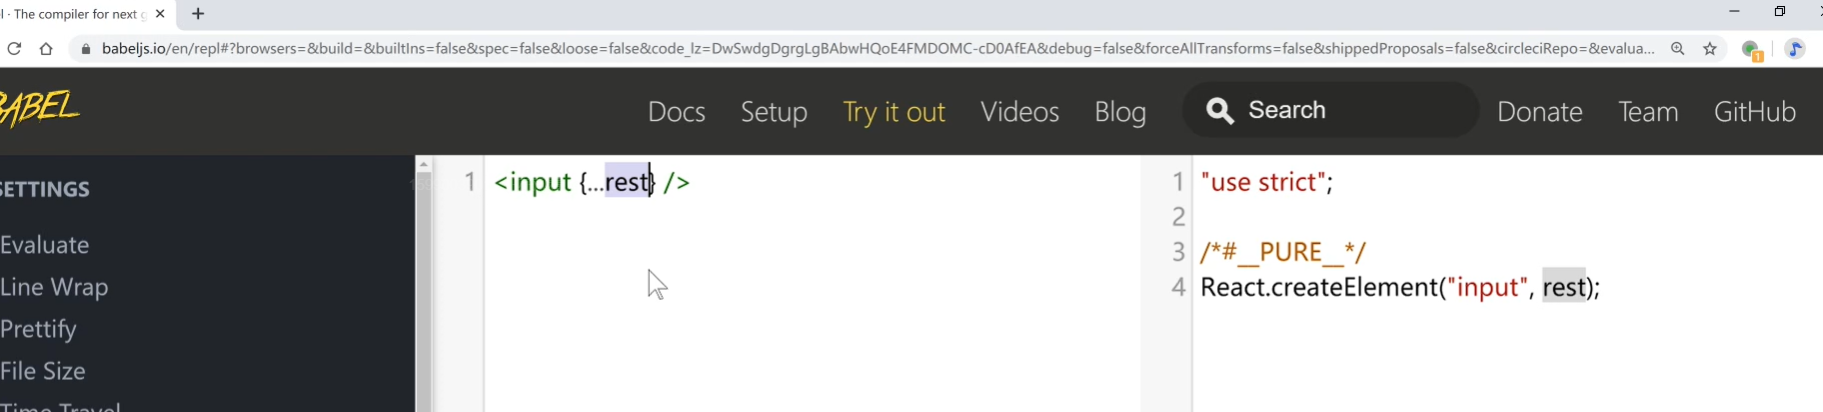 l · The compiler for next g
babeljs.io/en/repl#?browsers=&build=&builtIns=false&spec=false&loose=false&code_lz=DwSwdgDgrgLgBAbwHQoE4FMDOMC-cD0AfEA&debug=false&forceAllTransforms=false&shippedProposals=false&circleciRepo=&evalua...
1
BABEL
Docs Setup Try it out Videos Blog Search Donate Team GitHub
SETTINGS
Evaluate
Line Wrap
Prettify
File Size
Time Travel
1 <input {...rest} />
1 "use strict";
2
3 /*#__PURE__*/
4 React.createElement("input", rest);